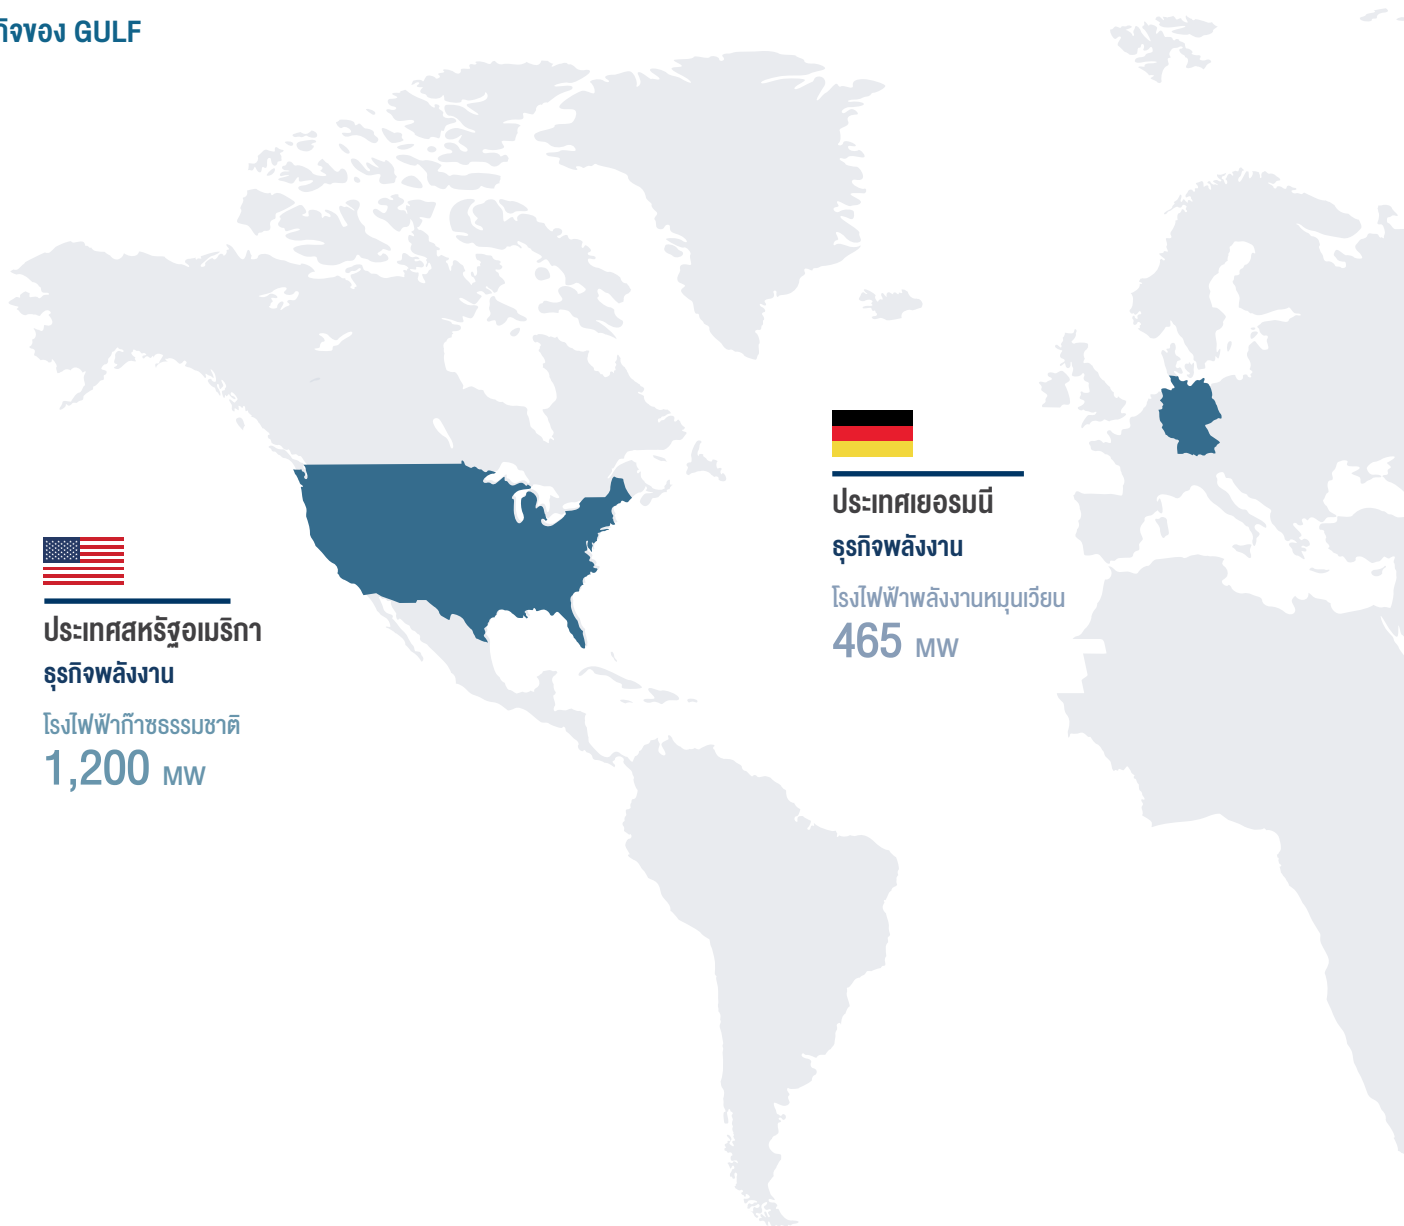 กิจของ GULF
ประเทศเยอรมนี
ธุรกิจพลังงาน
โรงไฟฟ้าพลังงานหมุนเวียน
465 MW
ประเทศสหรัฐอเมริกา
ธุรกิจพลังงาน
โรงไฟฟ้าก๊าซธรรมชาติ
1,200 MW